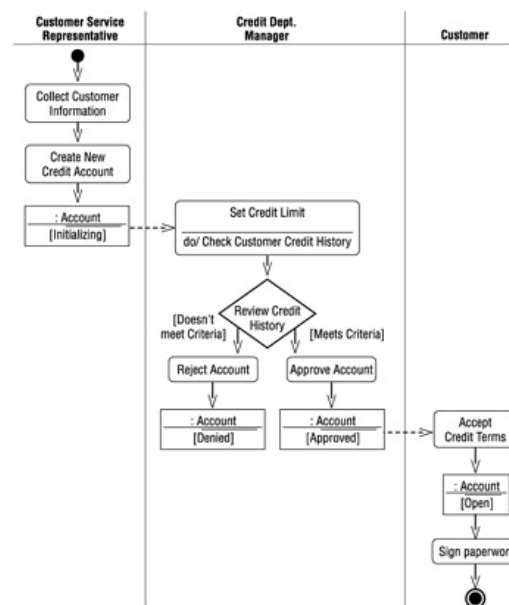 Customer Service
Representative
Credit Dept.
Manager
Customer
Collect Customer
Information
Create New
Credit Account
: Account
[Initializing]
Set Credit Limit
do/ Check Customer Credit History
Review Credit
History
[Doesn't
meet Criteria]
[Meets Criteria]
Reject Account
Approve Account
: Account
[Denied]
: Account
[Approved]
Accept
Credit Terms
: Account
[Open]
Sign paperwork